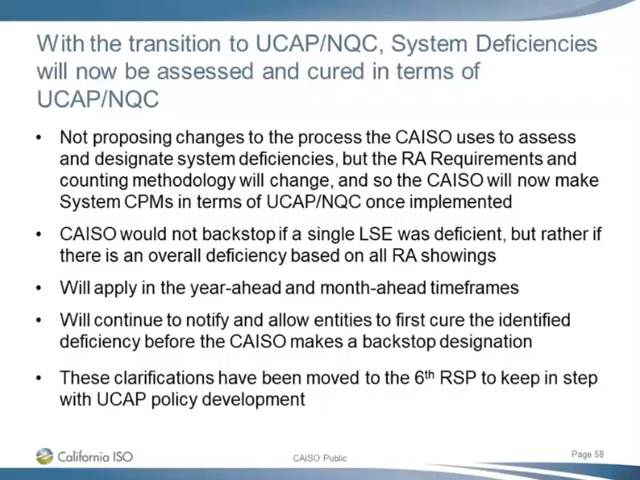 With the transition to UCAP/NQC, System Deficiencies
will now be assessed and cured in terms of
UCAP/NQC
• Not proposing changes to the process the CAISO uses to assess
and designate system deficiencies, but the RA Requirements and
counting methodology will change, and so the CAISO will now make
System CPMs in terms of UCAP/NQC once implemented
• CAISO would not backstop if a single LSE was deficient, but rather if
there is an overall deficiency based on all RA showings
• Will apply in the year-ahead and month-ahead timeframes
• Will continue to notify and allow entities to first cure the identified
deficiency before the CAISO makes a backstop designation
• These clarifications have been moved to the 6th RSP to keep in step
with UCAP policy development
California ISO
CAISO Public
Page 58